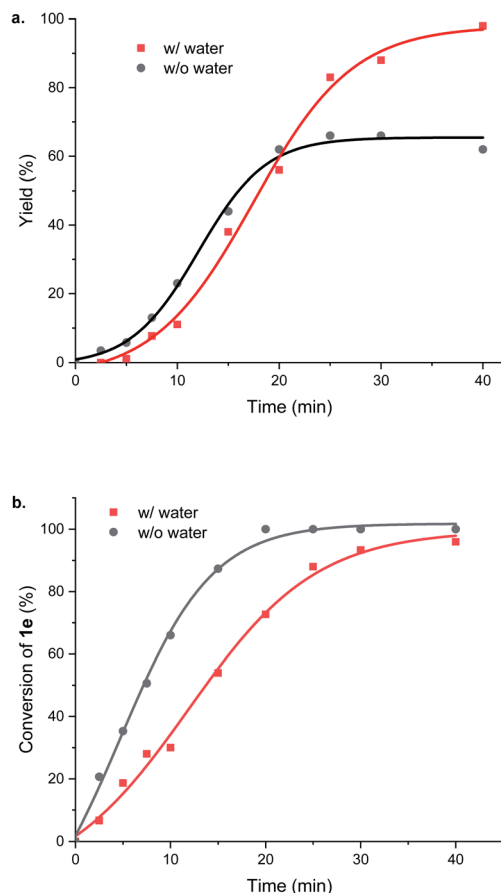 a.
w/ water
w/o water
Yield (%)
100
80
60
40
20
0
0 10 20 30 40
Time (min)
b.
w/ water
w/o water
Conversion of 1e (%)
100
80
60
40
20
0
0 10 20 30 40
Time (min)